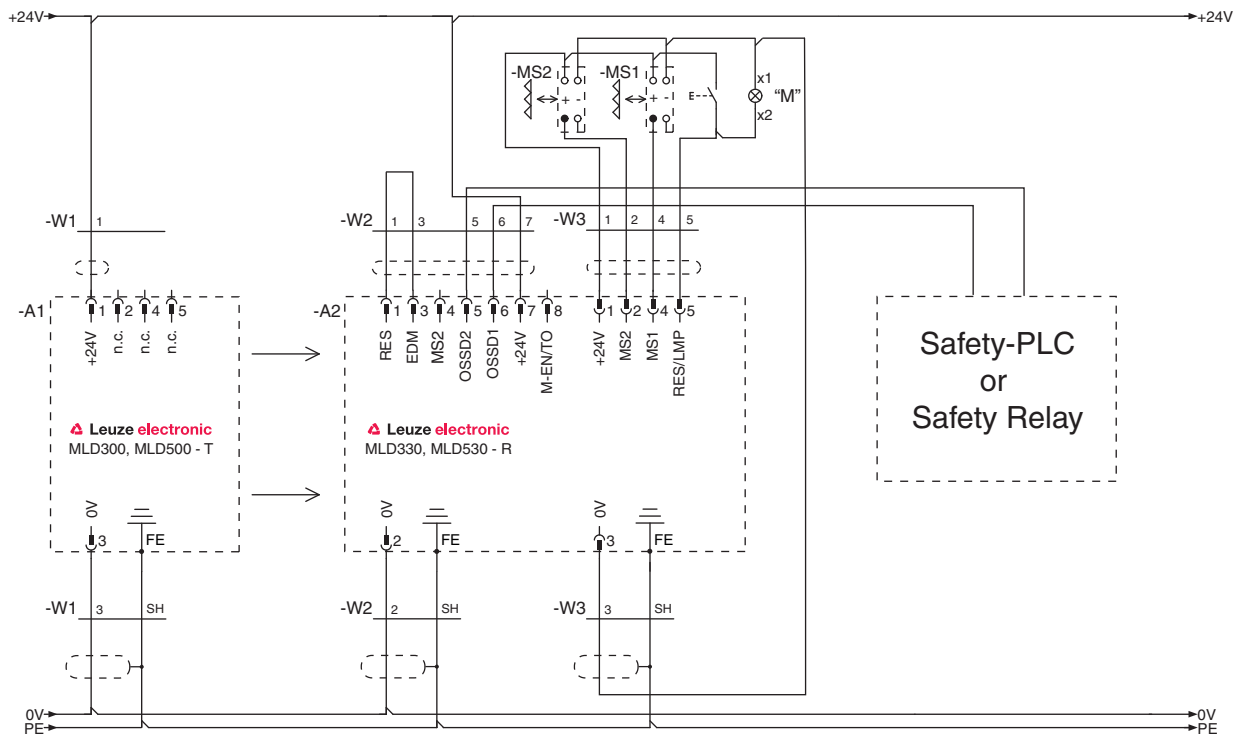 +24V +24V
-MS2 -MS1 x1 "M"
+ - + - E x2
-W1 1 -W2 1 3 5 6 7 -W3 1 2 4 5
-A1 1 2 4 5 -A2 1 3 4 5 6 7 8 1 2 4 5
+24V n.c. n.c. n.c. RES EDM MS2 OSSD2 OSSD1 +24V M-EN/TO +24V MS2 MS1 RES/LMP
Safety-PLC
or
Safety Relay
Leuze electronic Leuze electronic
MLD300, MLD500 - T MLD330, MLD530 - R
0V 0V 0V
3 FE 2 FE 3 FE
-W1 3 SH -W2 2 SH -W3 3 SH
0V 0V
PE PE